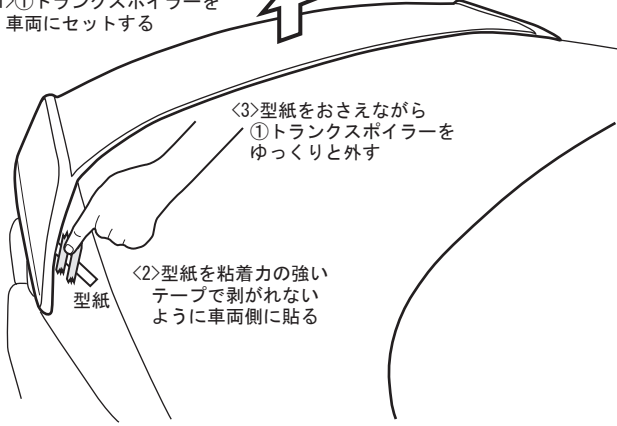 ①トランクスポイラーを
車両にセットする
<3>型紙をおさえながら
①トランクスポイラーを
ゆっくりと外す
<2>型紙を粘着力の強い
テープで剥がれない
ように車両側に貼る
型紙